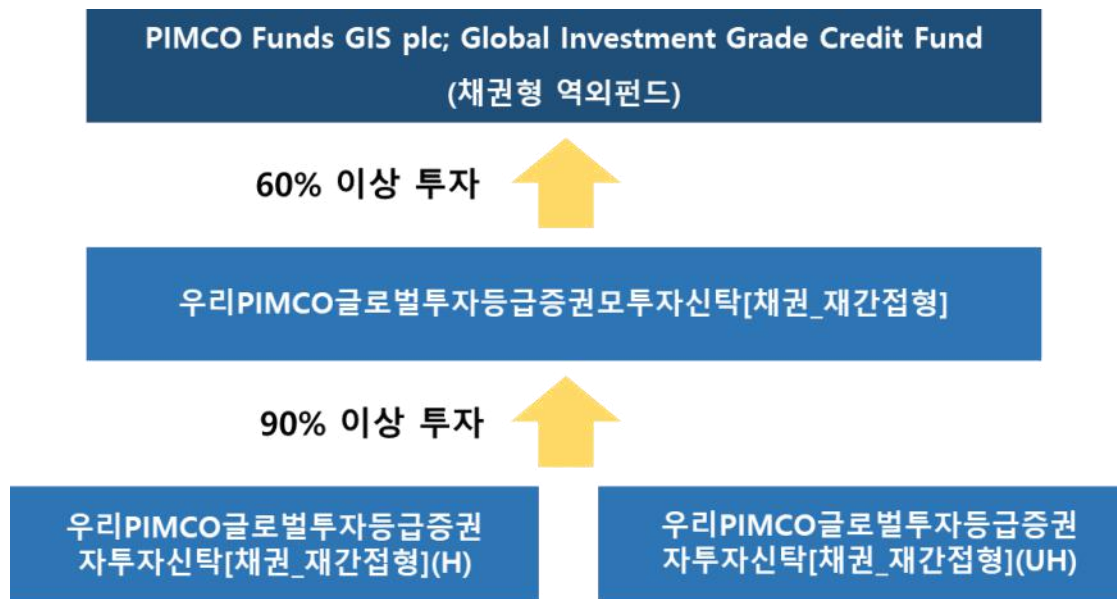 PIMCO Funds GIS plc; Global Investment Grade Credit Fund
(채권형 역외펀드)
60% 이상 투자
우리PIMCO글로벌투자등급증권모투자신탁[채권_재간접형]
90% 이상 투자
우리PIMCO글로벌투자등급증권
자투자신탁[채권_재간접형](H)
우리PIMCO글로벌투자등급증권
자투자신탁[채권_재간접형](UH)